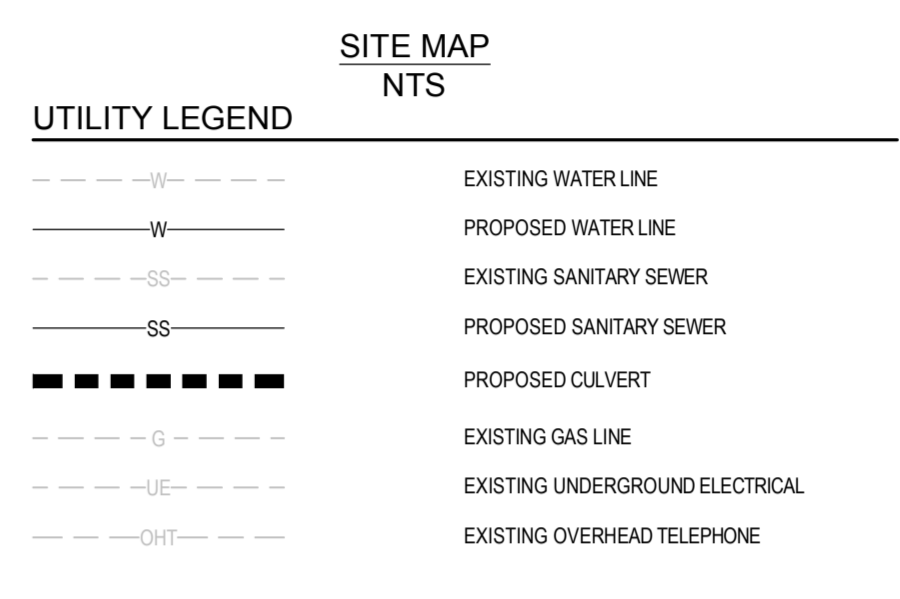 SITE MAP
NTS
UTILITY LEGEND
W EXISTING WATER LINE
W PROPOSED WATER LINE
SS EXISTING SANITARY SEWER
SS PROPOSED SANITARY SEWER
PROPOSED CULVERT
G EXISTING GAS LINE
UE EXISTING UNDERGROUND ELECTRICAL
OHT EXISTING OVERHEAD TELEPHONE